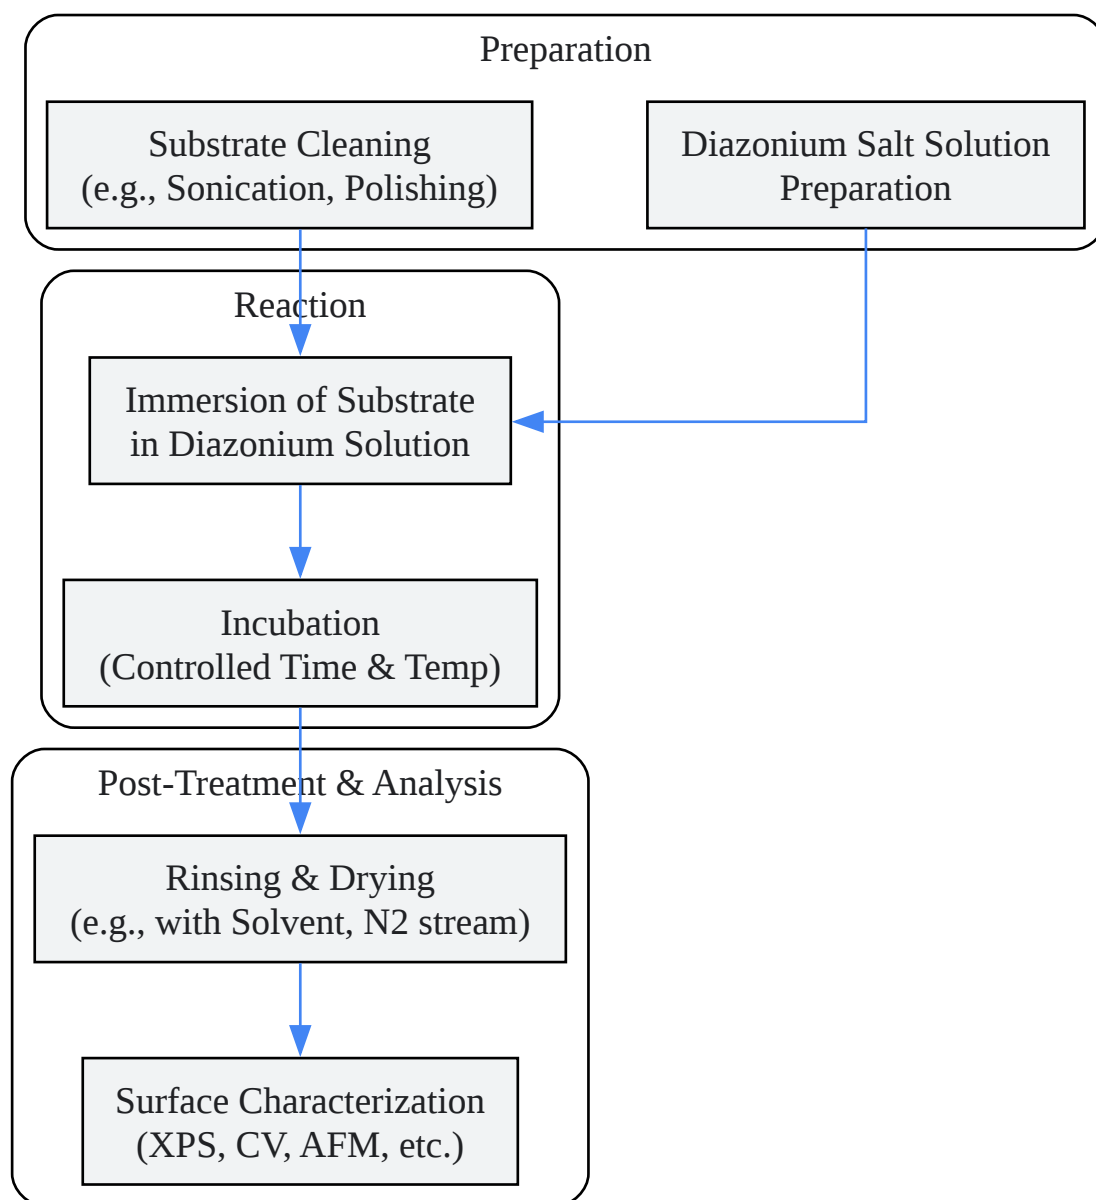 Preparation
Substrate Cleaning
(e.g., Sonication, Polishing)
Diazonium Salt Solution
Preparation
Reaction
Immersion of Substrate
in Diazonium Solution
Incubation
(Controlled Time & Temp)
Post-Treatment & Analysis
Rinsing & Drying
(e.g., with Solvent, N2 stream)
Surface Characterization
(XPS, CV, AFM, etc.)